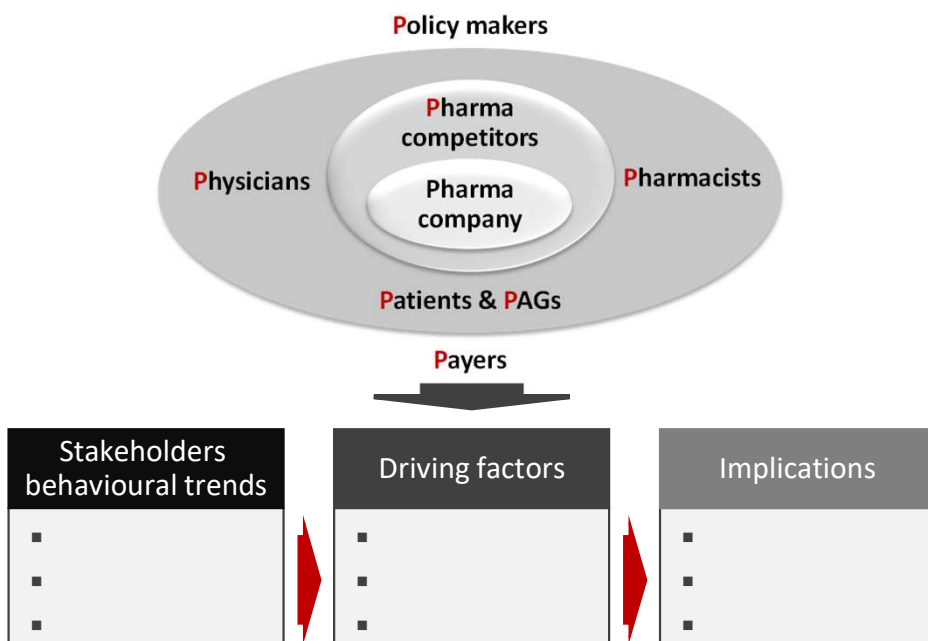 Policy makers
Pharma
competitors
Physicians
Pharmacists
Pharma
company
Patients & PAGs
Payers
Stakeholders
behavioural trends
Driving factors
Implications